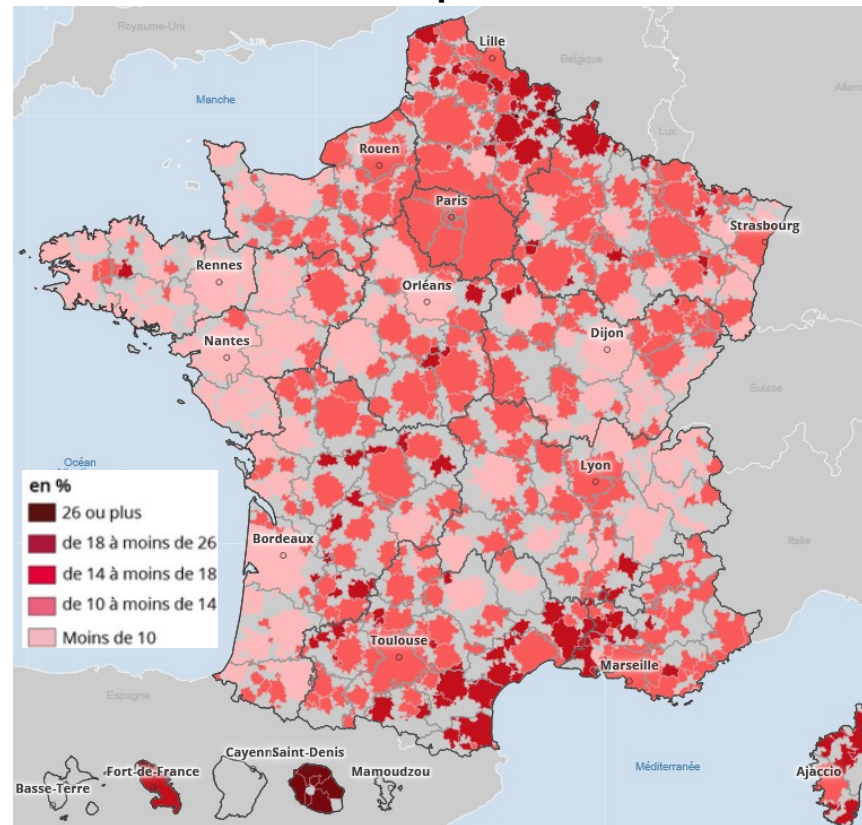 Royaume-Uni
Lille
Belgique
Manche
Allem
Lux.
Rouen
Paris
Strasbourg
Rennes
Orléans
Nantes
Dijon
Suisse
Océan
en %
26 ou plus
de 18 à moins de 26
de 14 à moins de 18
de 10 à moins de 14
Moins de 10
Lyon
Bordeaux
Italie
Toulouse
Marseille
Espagne
Cayenn
Saint-Denis
Fort-de-France
Mamoudzou
Méditerranée
Ajaccio
Basse-Terre